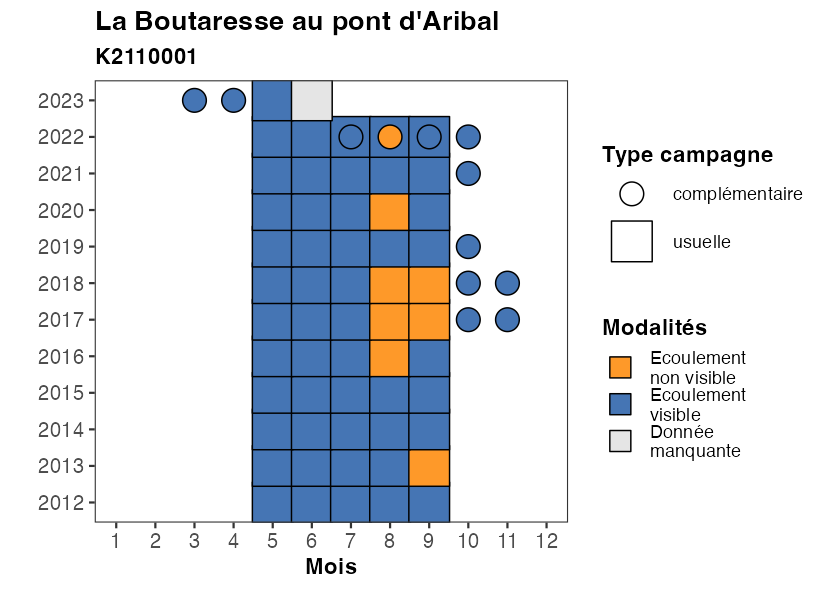 La Boutaresse au pont d'Aribal
K2110001
2023
2022
2021
2020
2019
2018
2017
2016
2015
2014
2013
2012
1 2 3 4 5 6 7 8 9 10 11 12
Mois
Type campagne
complémentaire
usuelle
Modalités
Ecoulement
non visible
Ecoulement
visible
Donnée
manquante